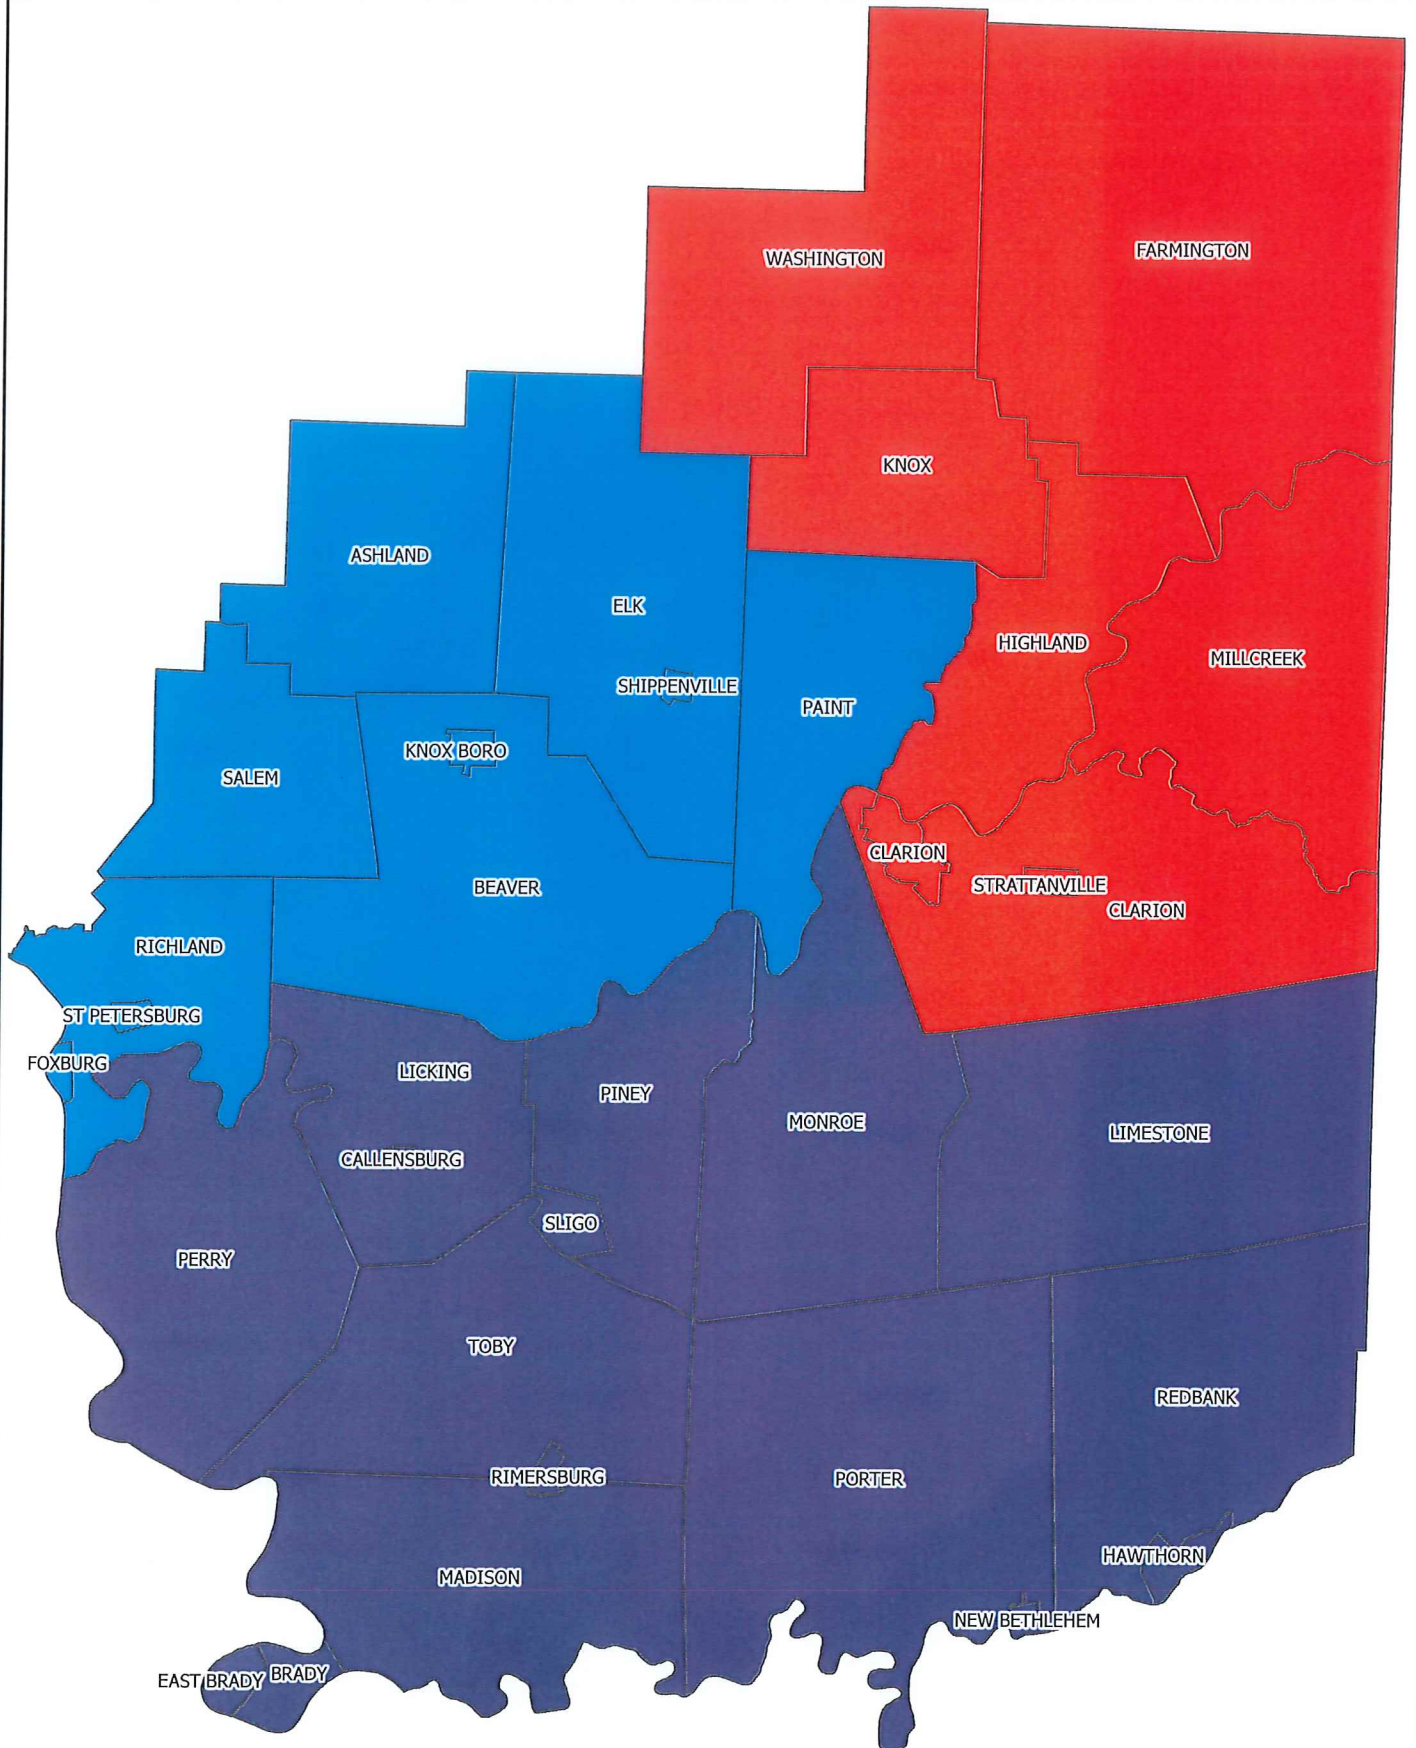 FARMINGTON
WASHINGTON
KNOX
ASHLAND
ELK
HIGHLAND
MILLCREEK
SHIPPENVILLE
PAINT
KNOX BORO
SALEM
CLARION
BEAVER
STRATTANVILLE
CLARION
RICHLAND
ST PETERSBURG
FOXBURG
LICKING
PINEY
MONROE
LIMESTONE
CALLENSBURG
SLIGO
PERRY
TOBY
REDBANK
RIMERSBURG
PORTER
HAWTHORN
MADISON
NEW BETHLEHEM
EAST BRADY
BRADY